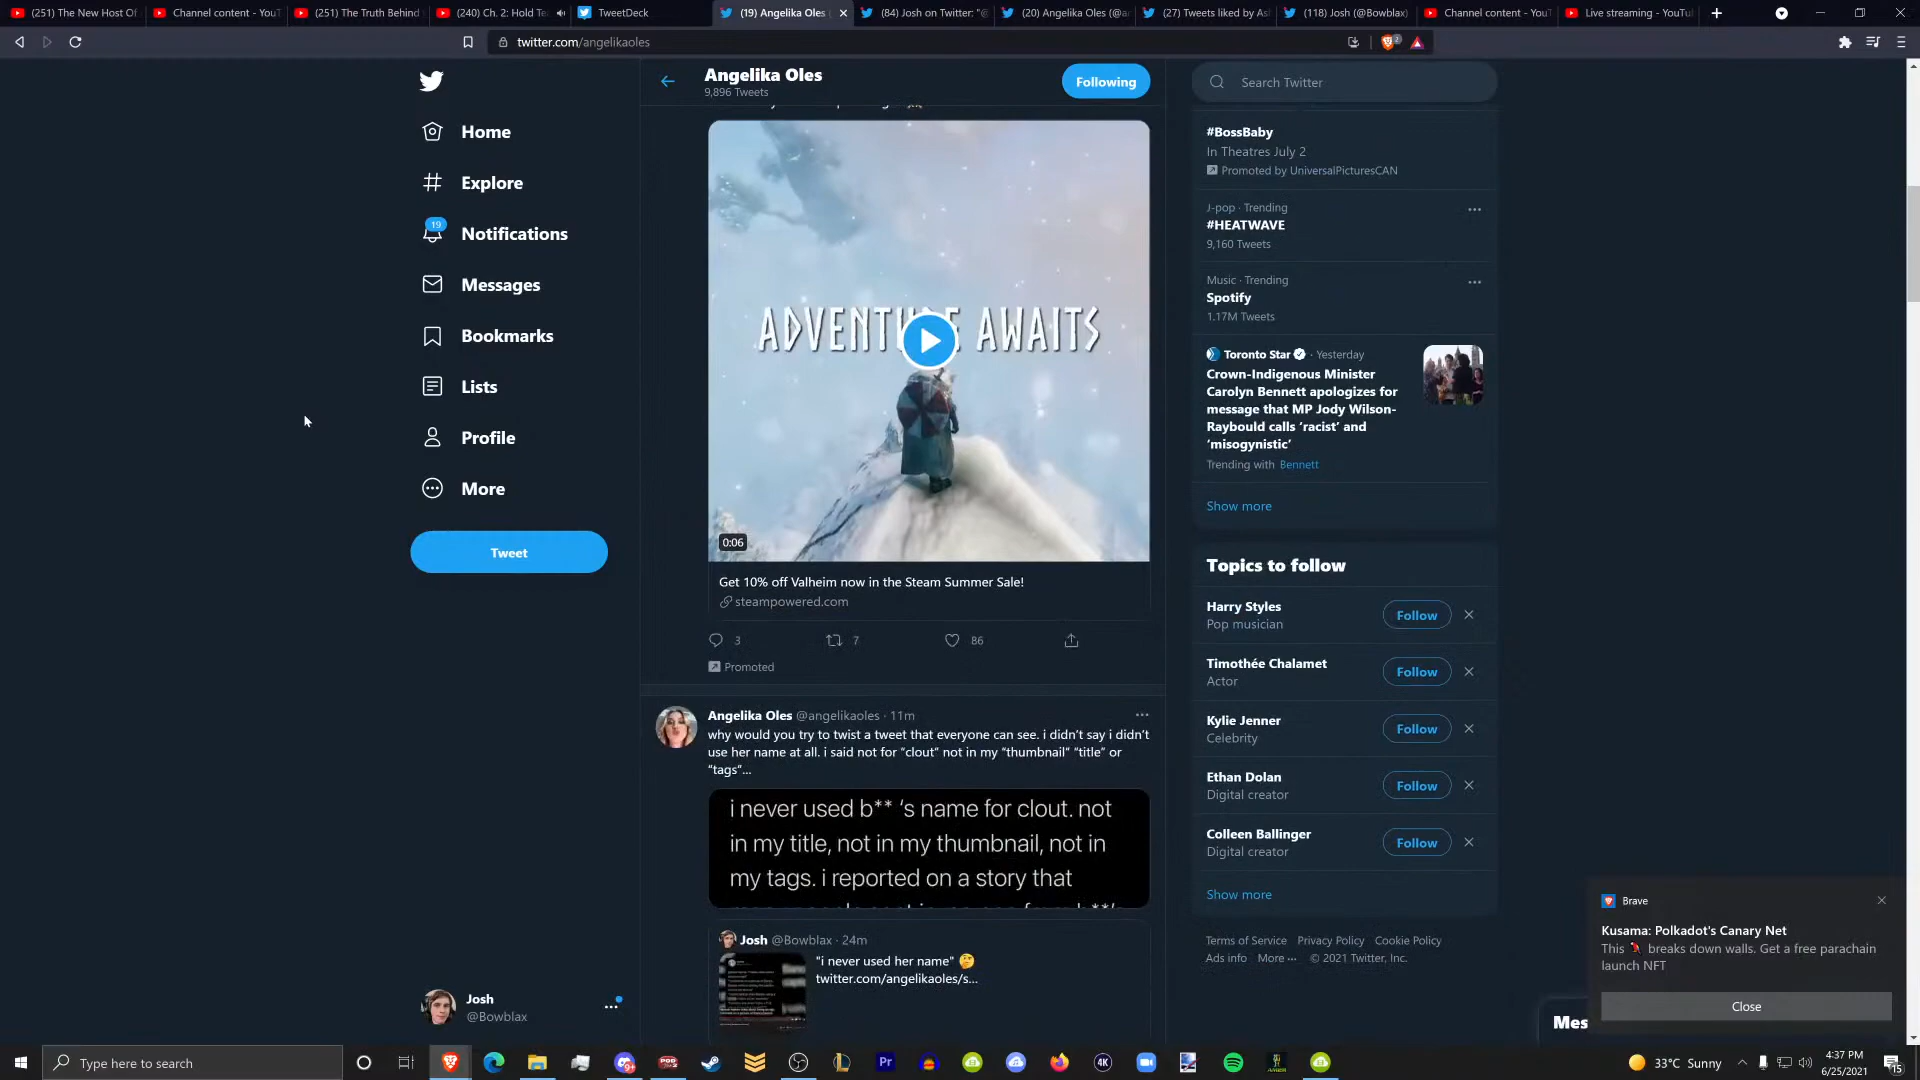 (251) The New Host Of
Channel content - YouT
(251) The Truth Behind
(240) Ch. 2: Hold Te
TweetDeck
(19) Angelika Oles
(84) Josh on Twitter: "@
(20) Angelika Oles (@a
(27) Tweets liked by As
(118) Josh (@Bowblax)
Channel content - YouT
Live streaming - YouTu
twitter.com/angelikaoles
2
Angelika Oles
9,896 Tweets
Following
Search Twitter
Home
Explore
19
Notifications
Messages
Bookmarks
Lists
Profile
More
Tweet
Josh
@Bowblax
ADVENTURE AWAITS
0:06
Get 10% off Valheim now in the Steam Summer Sale!
steampowered.com
3 7 86
Promoted
Angelika Oles @angelikaoles · 11m
why would you try to twist a tweet that everyone can see. i didn't say i didn't
use her name at all. i said not for "clout" not in my "thumbnail" "title" or
"tags"...
i never used b** 's name for clout. not
in my title, not in my thumbnail, not in
my tags. i reported on a story that
Josh @Bowblax · 24m
"i never used her name" 🤔
twitter.com/angelikaoles/s...
#BossBaby
In Theatres July 2
Promoted by UniversalPicturesCAN
J-pop · Trending
#HEATWAVE
9,160 Tweets
Music · Trending
Spotify
1.17M Tweets
Toronto Star · Yesterday
Crown-Indigenous Minister
Carolyn Bennett apologizes for
message that MP Jody Wilson-
Raybould calls 'racist' and
'misogynistic'
Trending with Bennett
Show more
Topics to follow
Harry Styles
Pop musician
Follow
Timothée Chalamet
Actor
Follow
Kylie Jenner
Celebrity
Follow
Ethan Dolan
Digital creator
Follow
Colleen Ballinger
Digital creator
Follow
Show more
Terms of Service Privacy Policy Cookie Policy
Ads info More ··· © 2021 Twitter, Inc.
Brave
Kusama: Polkadot's Canary Net
This breaks down walls. Get a free parachain
launch NFT
Close
Mes
Type here to search
Pr
4K
33°C Sunny
4:37 PM
6/25/2021
15